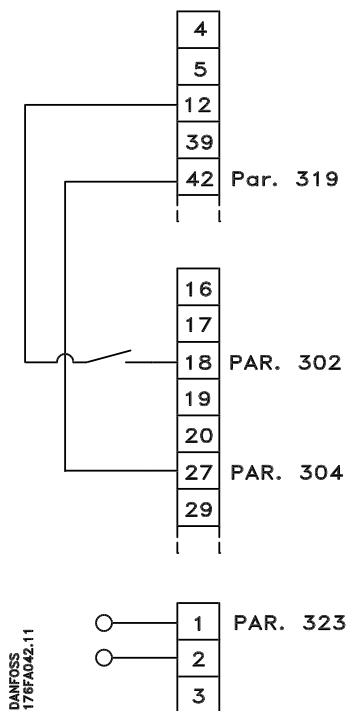 4
5
12
39
42 Par. 319
16
17
18 PAR. 302
19
20
27 PAR. 304
29
1 PAR. 323
2
3
DANFOSS
176FA042.11